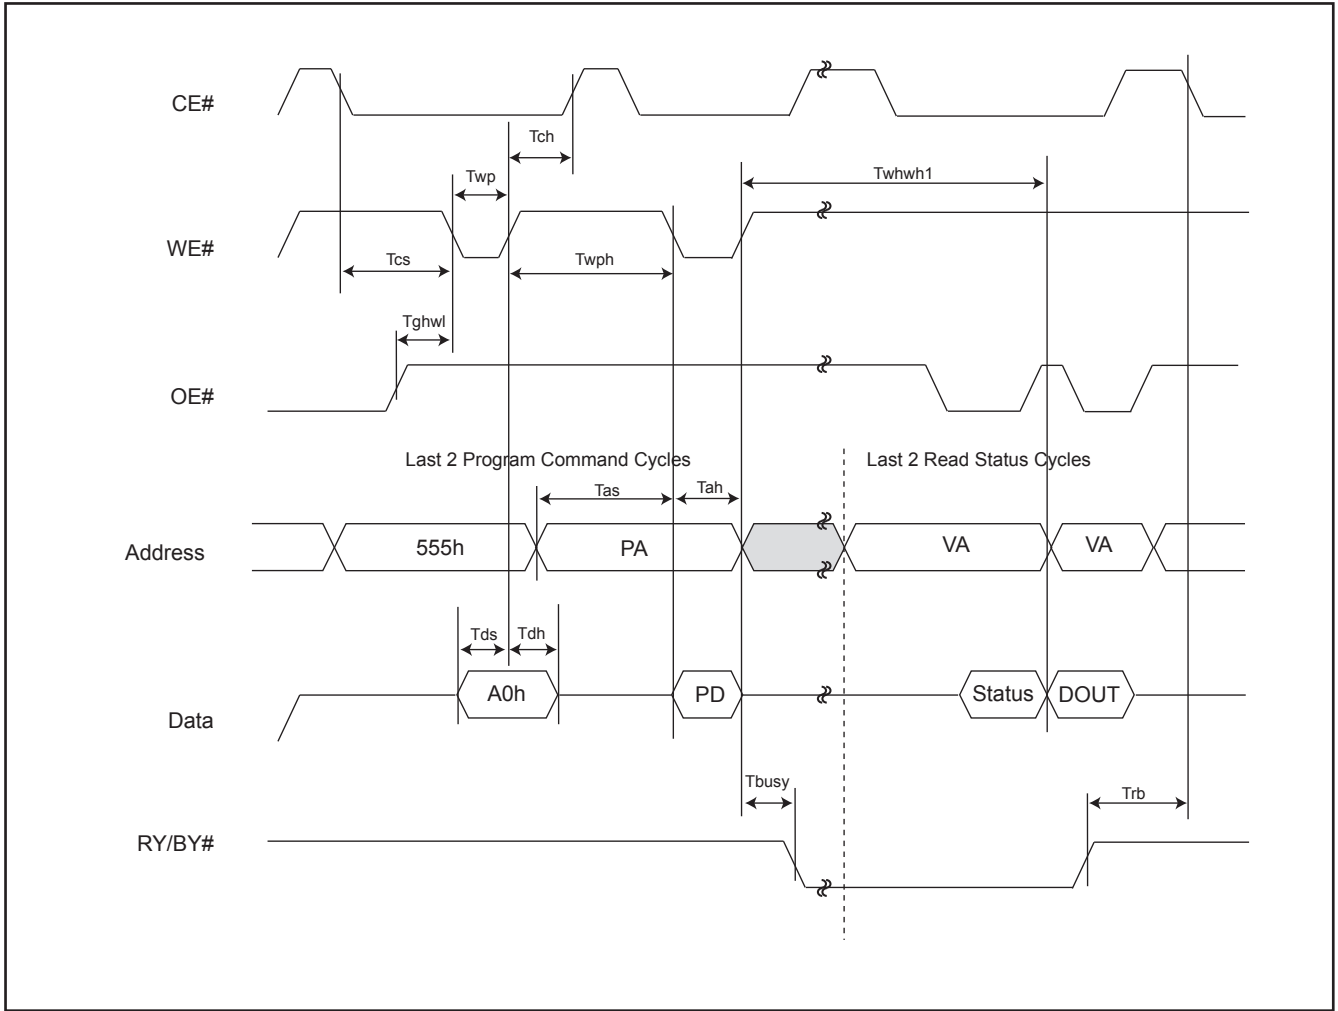 CE#
Tch
Twp
Twhwh1
WE#
Tcs
Twph
Tghwl
OE#
Last 2 Program Command Cycles
Last 2 Read Status Cycles
Tas
Tah
Address
555h
PA
VA
VA
Tds
Tdh
Data
A0h
PD
Status
DOUT
Tbusy
Trb
RY/BY#